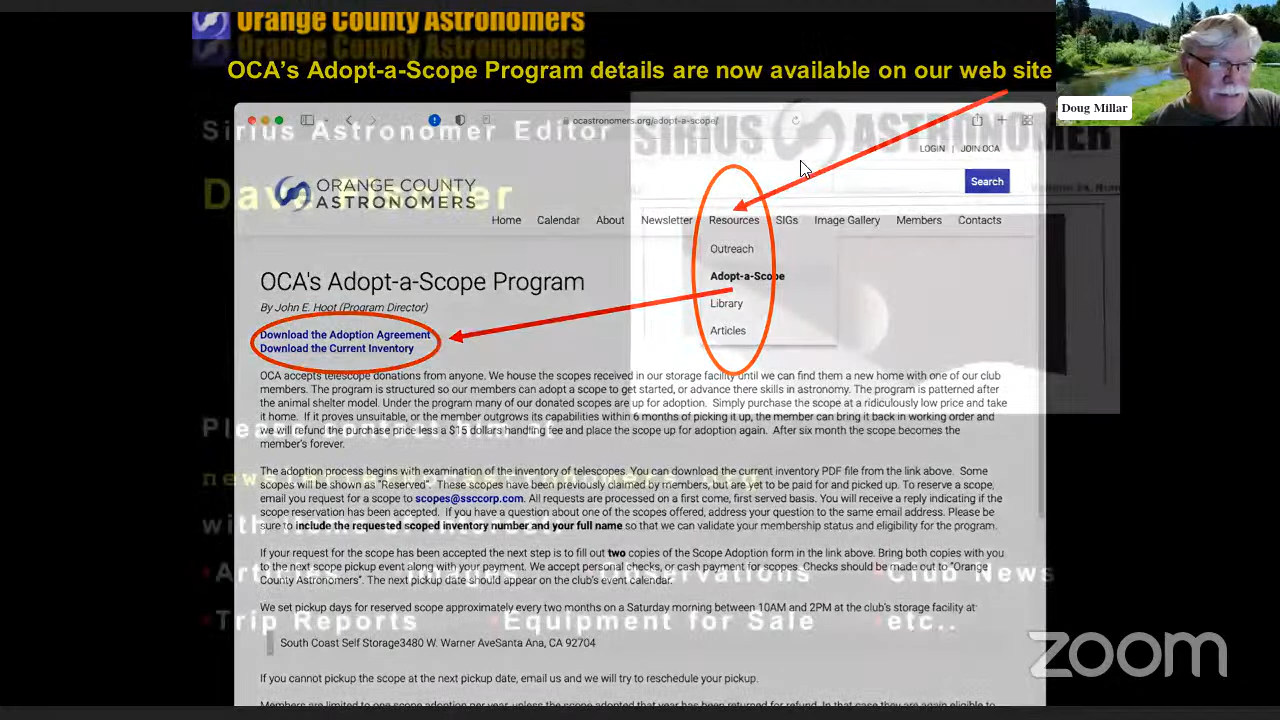 Orange County Astronomers
OCA's Adopt-a-Scope Program details are now available on our web site
Doug Millar
ocastronomers.org/adopt-a-scope/
Sirius Astronomer Editor
SIRIUS ASTRONOMER
LOGIN | JOIN OCA
ORANGE COUNTY
ASTRONOMERS
Search
Home Calendar About Newsletter Resources SIGs Image Gallery Members Contacts
Outreach
Adopt-a-Scope
Library
Articles
OCA's Adopt-a-Scope Program
By John E. Hoot (Program Director)
Download the Adoption Agreement
Download the Current Inventory
OCA accepts telescope donations from anyone. We house the scopes received in our storage facility until we can find them a new home with one of our club
members. The program is structured so our members can adopt a scope to get started, or advance there skills in astronomy. The program is patterned after
the animal shelter model. Under the program many of our donated scopes are up for adoption. Simply purchase the scope at a ridiculously low price and take
it home. If it proves unsuitable, or the member outgrows its capabilities within 6 months of picking it up, the member can bring it back in working order and
we will refund the purchase price less a $15 dollars handling fee and place the scope up for adoption again. After six month the scope becomes the
member's forever.
Please contact him at
The adoption process begins with examination of the inventory of telescopes. You can download the current inventory PDF file from the link above. Some
scopes will be shown as "Reserved". These scopes have been previously claimed by members, but are yet to be paid for and picked up. To reserve a scope,
email you request for a scope to scopes@ssccorp.com. All requests are processed on a first come, first served basis. You will receive a reply indicating if the
scope reservation has been accepted. If you have a question about one of the scopes offered, address your question to the same email address. Please be
sure to include the requested scoped inventory number and your full name so that we can validate your membership status and eligibility for the program.
If your request for the scope has been accepted the next step is to fill out two copies of the Scope Adoption form in the link above. Bring both copies with you
to the next scope pickup event along with your payment. We accept personal checks, or cash payment for scopes. Checks should be made out to "Orange
County Astronomers". The next pickup date should appear on the club's event calendar.
•Articles •Images •Observations •Club News
We set pickup days for reserved scope approximately every two months on a Saturday morning between 10AM and 2PM at the club's storage facility at:
•Trip Reports •Equipment for Sale •etc..
South Coast Self Storage3480 W. Warner AveSanta Ana, CA 92704
zoom
If you cannot pickup the scope at the next pickup date, email us and we will try to reschedule your pickup.
Members are limited to one scope adoption per year, unless the scope adopted that year has been returned for refund. In that case they are again eligible to